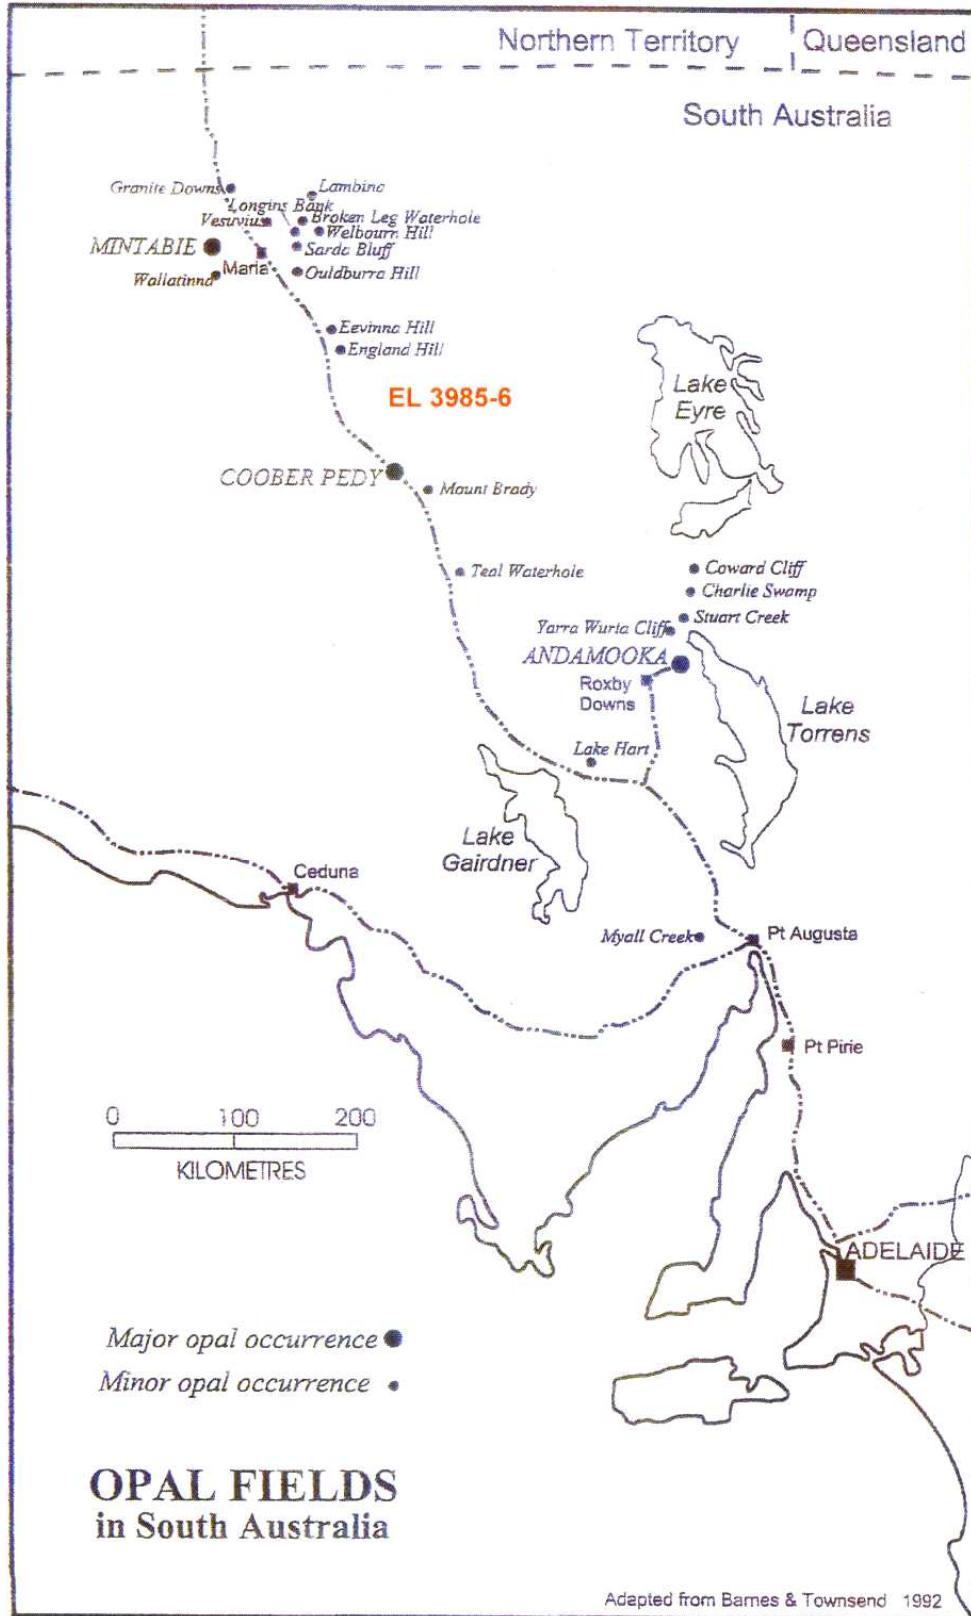 Northern Territory
Queensland
South Australia
Granite Downs
Lambina
Longins Bank
Vesuvius
Broken Leg Waterhole
Welbourn Hill
MINTABIE
Sarda Bluff
Maria
Wallatinna
Ouldburra Hill
Eevinna Hill
England Hill
EL 3985-6
Lake
Eyre
COOBER PEDY
Mount Brady
Teal Waterhole
Coward Cliff
Charlie Swamp
Stuart Creek
Yarra Wurta Cliff
ANDAMOOKA
Roxby
Downs
Lake
Torrens
Lake Hart
Lake
Gairdner
Ceduna
Myall Creek
Pt Augusta
Pt Pirie
0 100 200
KILOMETRES
ADELAIDE
Major opal occurrence
Minor opal occurrence
OPAL FIELDS
in South Australia
Adapted from Barnes & Townsend 1992